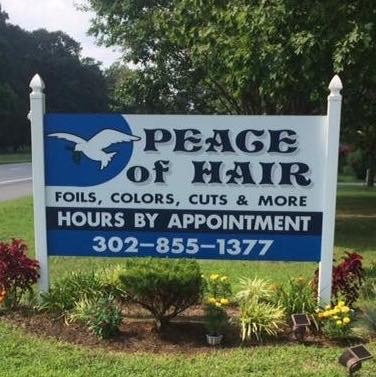 PEACE
of HAIR
FOILS, COLORS, CUTS & MORE
HOURS BY APPOINTMENT
302-855-1377